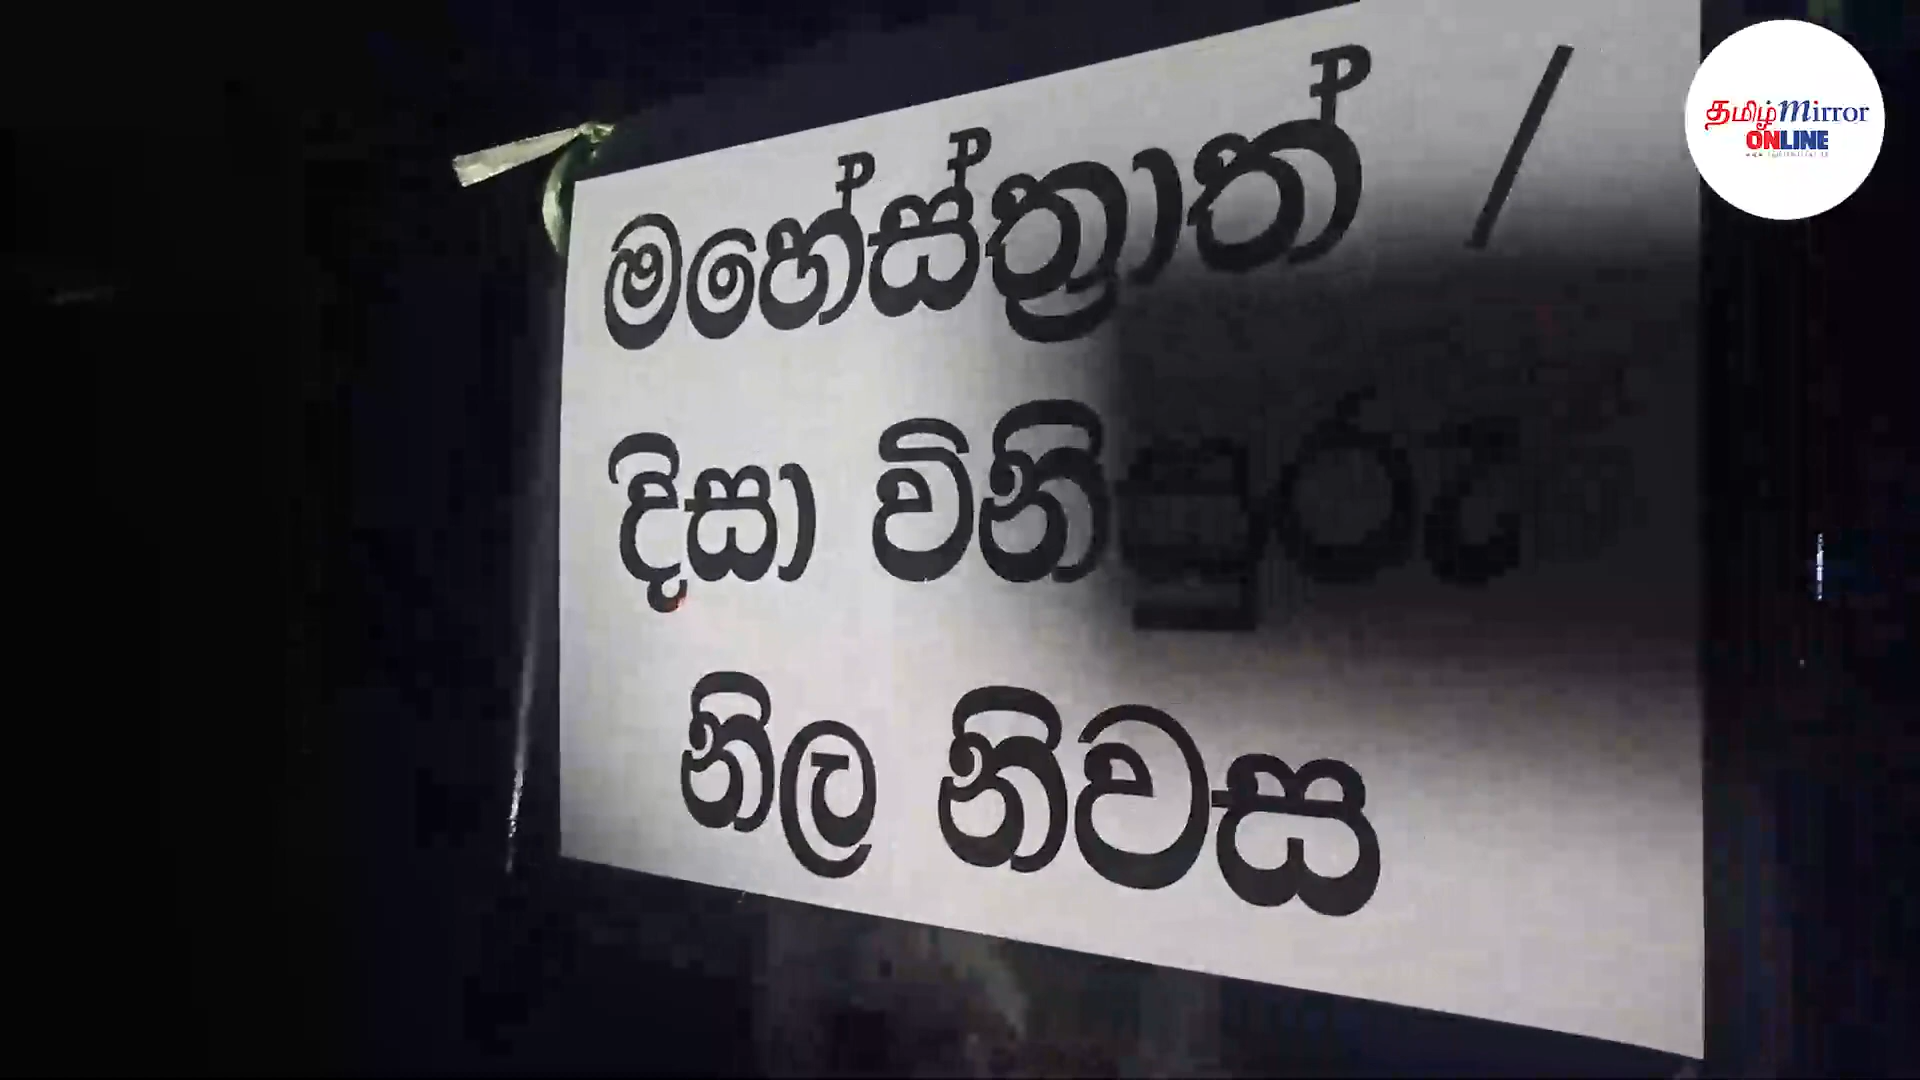 මහේස්ත්‍රාත් /
දිසා විනිසුරු
නිල නිවස
தமிழ் mirror
ONLINE